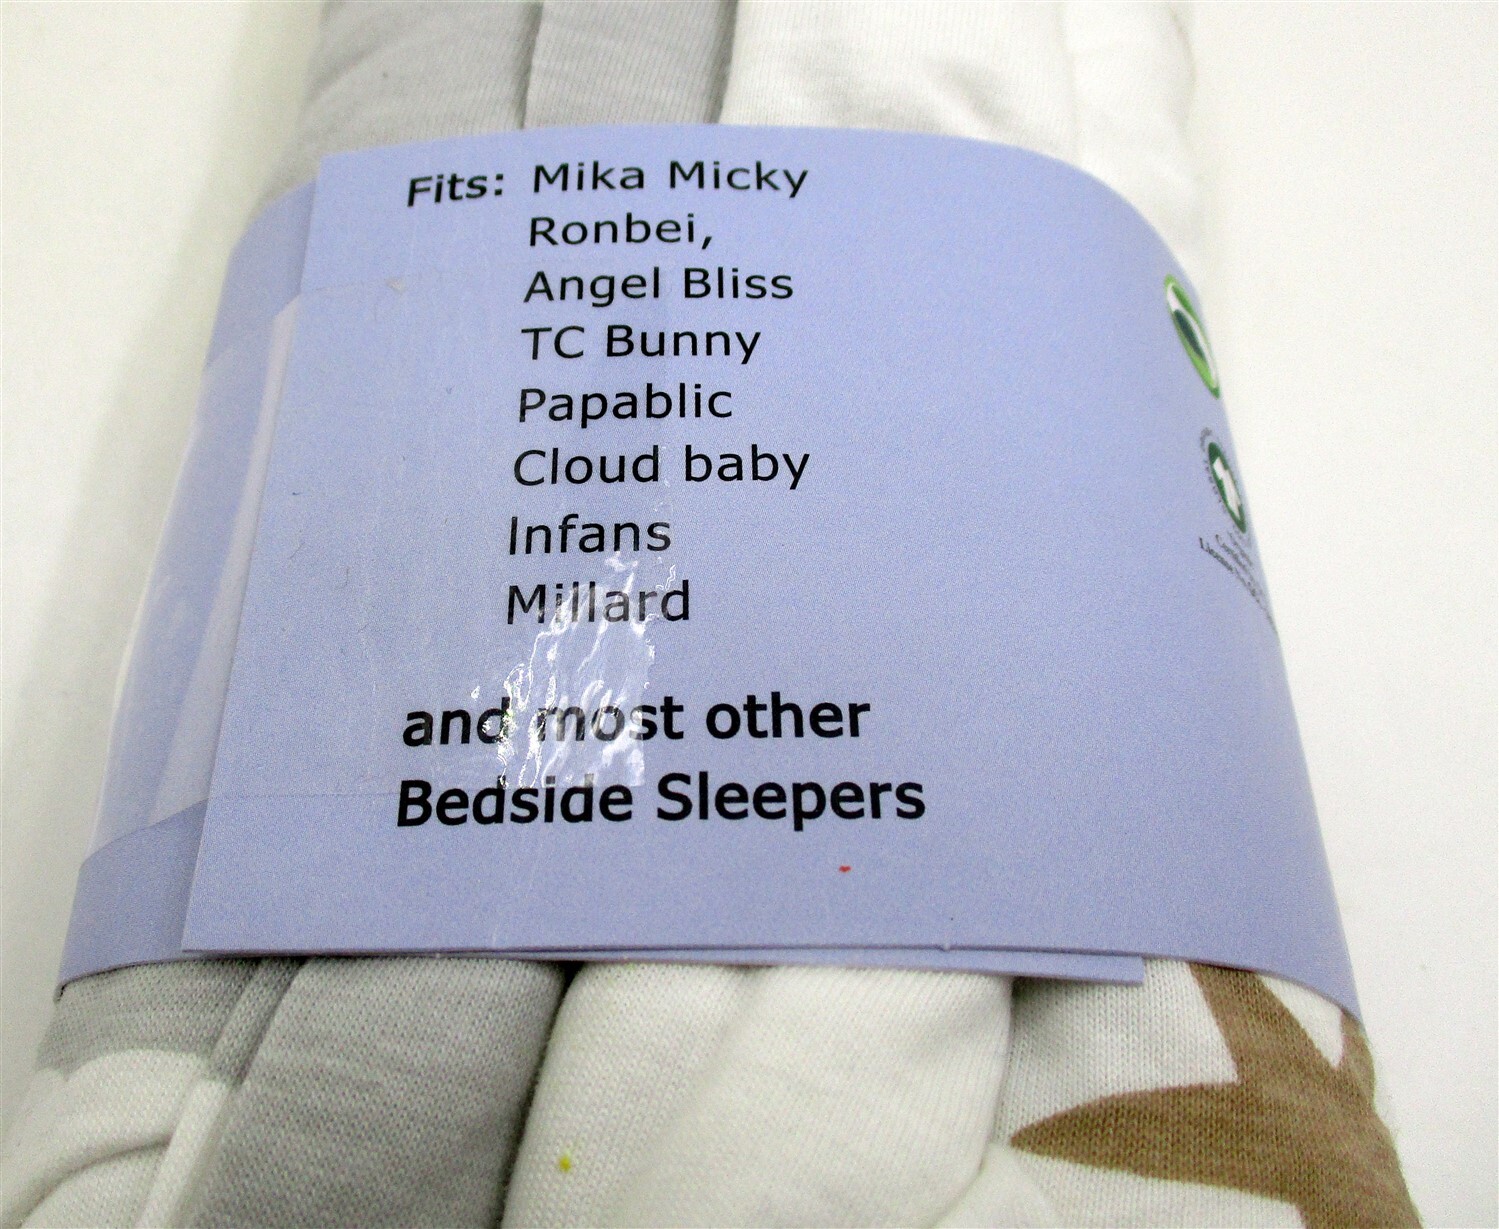 Fits: Mika Micky
Ronbei,
Angel Bliss
TC Bunny
Papablic
Cloud baby
Infans
Millard
and most other
Bedside Sleepers